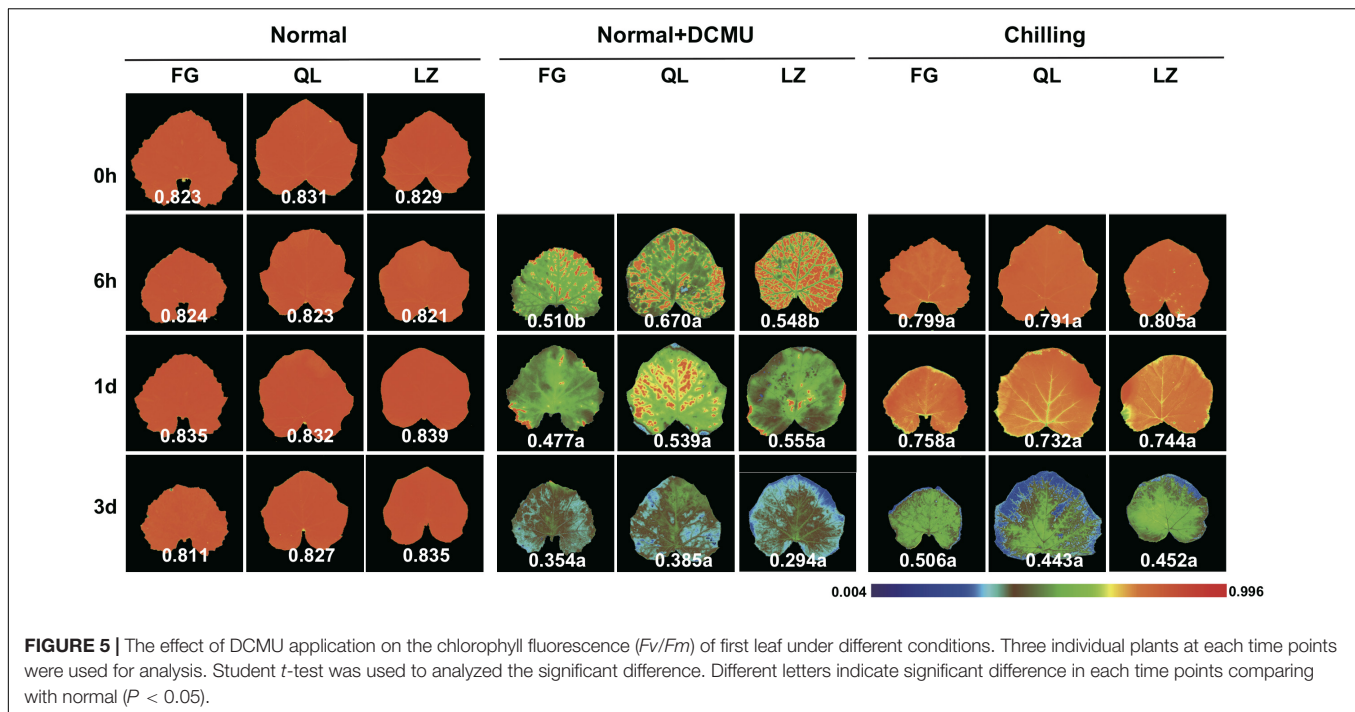 Normal Normal+DCMU Chilling
FG QL LZ FG QL LZ FG QL LZ
0h 0.823 0.831 0.829
6h 0.824 0.823 0.821 0.510b 0.670a 0.548b 0.799a 0.791a 0.805a
1d 0.835 0.832 0.839 0.477a 0.539a 0.555a 0.758a 0.732a 0.744a
3d 0.811 0.827 0.835 0.354a 0.385a 0.294a 0.506a 0.443a 0.452a
0.004 0.996
FIGURE 5 | The effect of DCMU application on the chlorophyll fluorescence (Fv/Fm) of first leaf under different conditions. Three individual plants at each time points
were used for analysis. Student t-test was used to analyzed the significant difference. Different letters indicate significant difference in each time points comparing
with normal (P < 0.05).